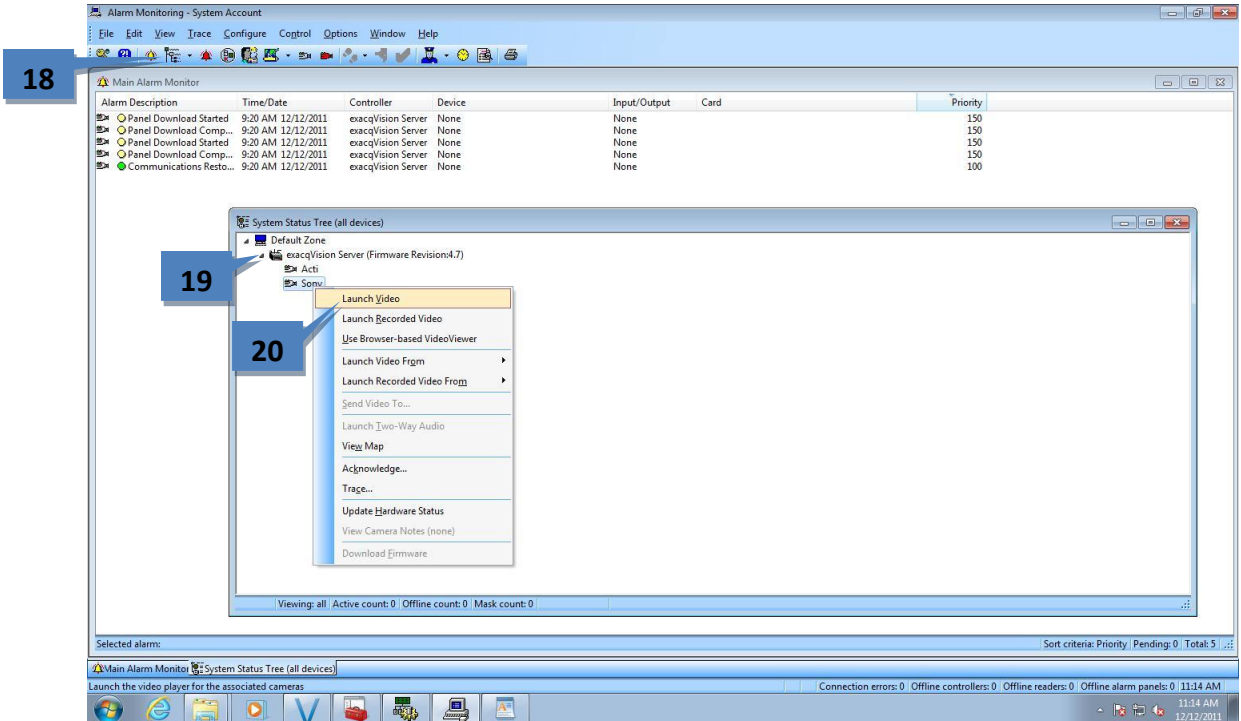 Alarm Monitoring - System Account
File Edit View Trace Configure Control Options Window Help
18
Main Alarm Monitor
Alarm Description Time/Date Controller Device Input/Output Card Priority
Panel Download Started 9:20 AM 12/12/2011 exacqVision Server None None 150
Panel Download Comp... 9:20 AM 12/12/2011 exacqVision Server None None 150
Panel Download Started 9:20 AM 12/12/2011 exacqVision Server None None 150
Panel Download Comp... 9:20 AM 12/12/2011 exacqVision Server None None 150
Communications Resto... 9:20 AM 12/12/2011 exacqVision Server None None 100
System Status Tree (all devices)
Default Zone
exacqVision Server (Firmware Revision:4.7)
19
Acti
Sony
Launch Video
Launch Recorded Video
20
Use Browser-based VideoViewer
Launch Video From
Launch Recorded Video From
Send Video To...
Launch Two-Way Audio
View Map
Acknowledge...
Trace...
Update Hardware Status
View Camera Notes (none)
Download Firmware
Viewing: all Active count: 0 Offline count: 0 Mask count: 0
Selected alarm: Sort criteria: Priority Pending: 0 Total: 5
Main Alarm Monitor System Status Tree (all devices)
Launch the video player for the associated cameras Connection errors: 0 Offline controllers: 0 Offline readers: 0 Offline alarm panels: 0 11:14 AM
11:14 AM
12/12/2011